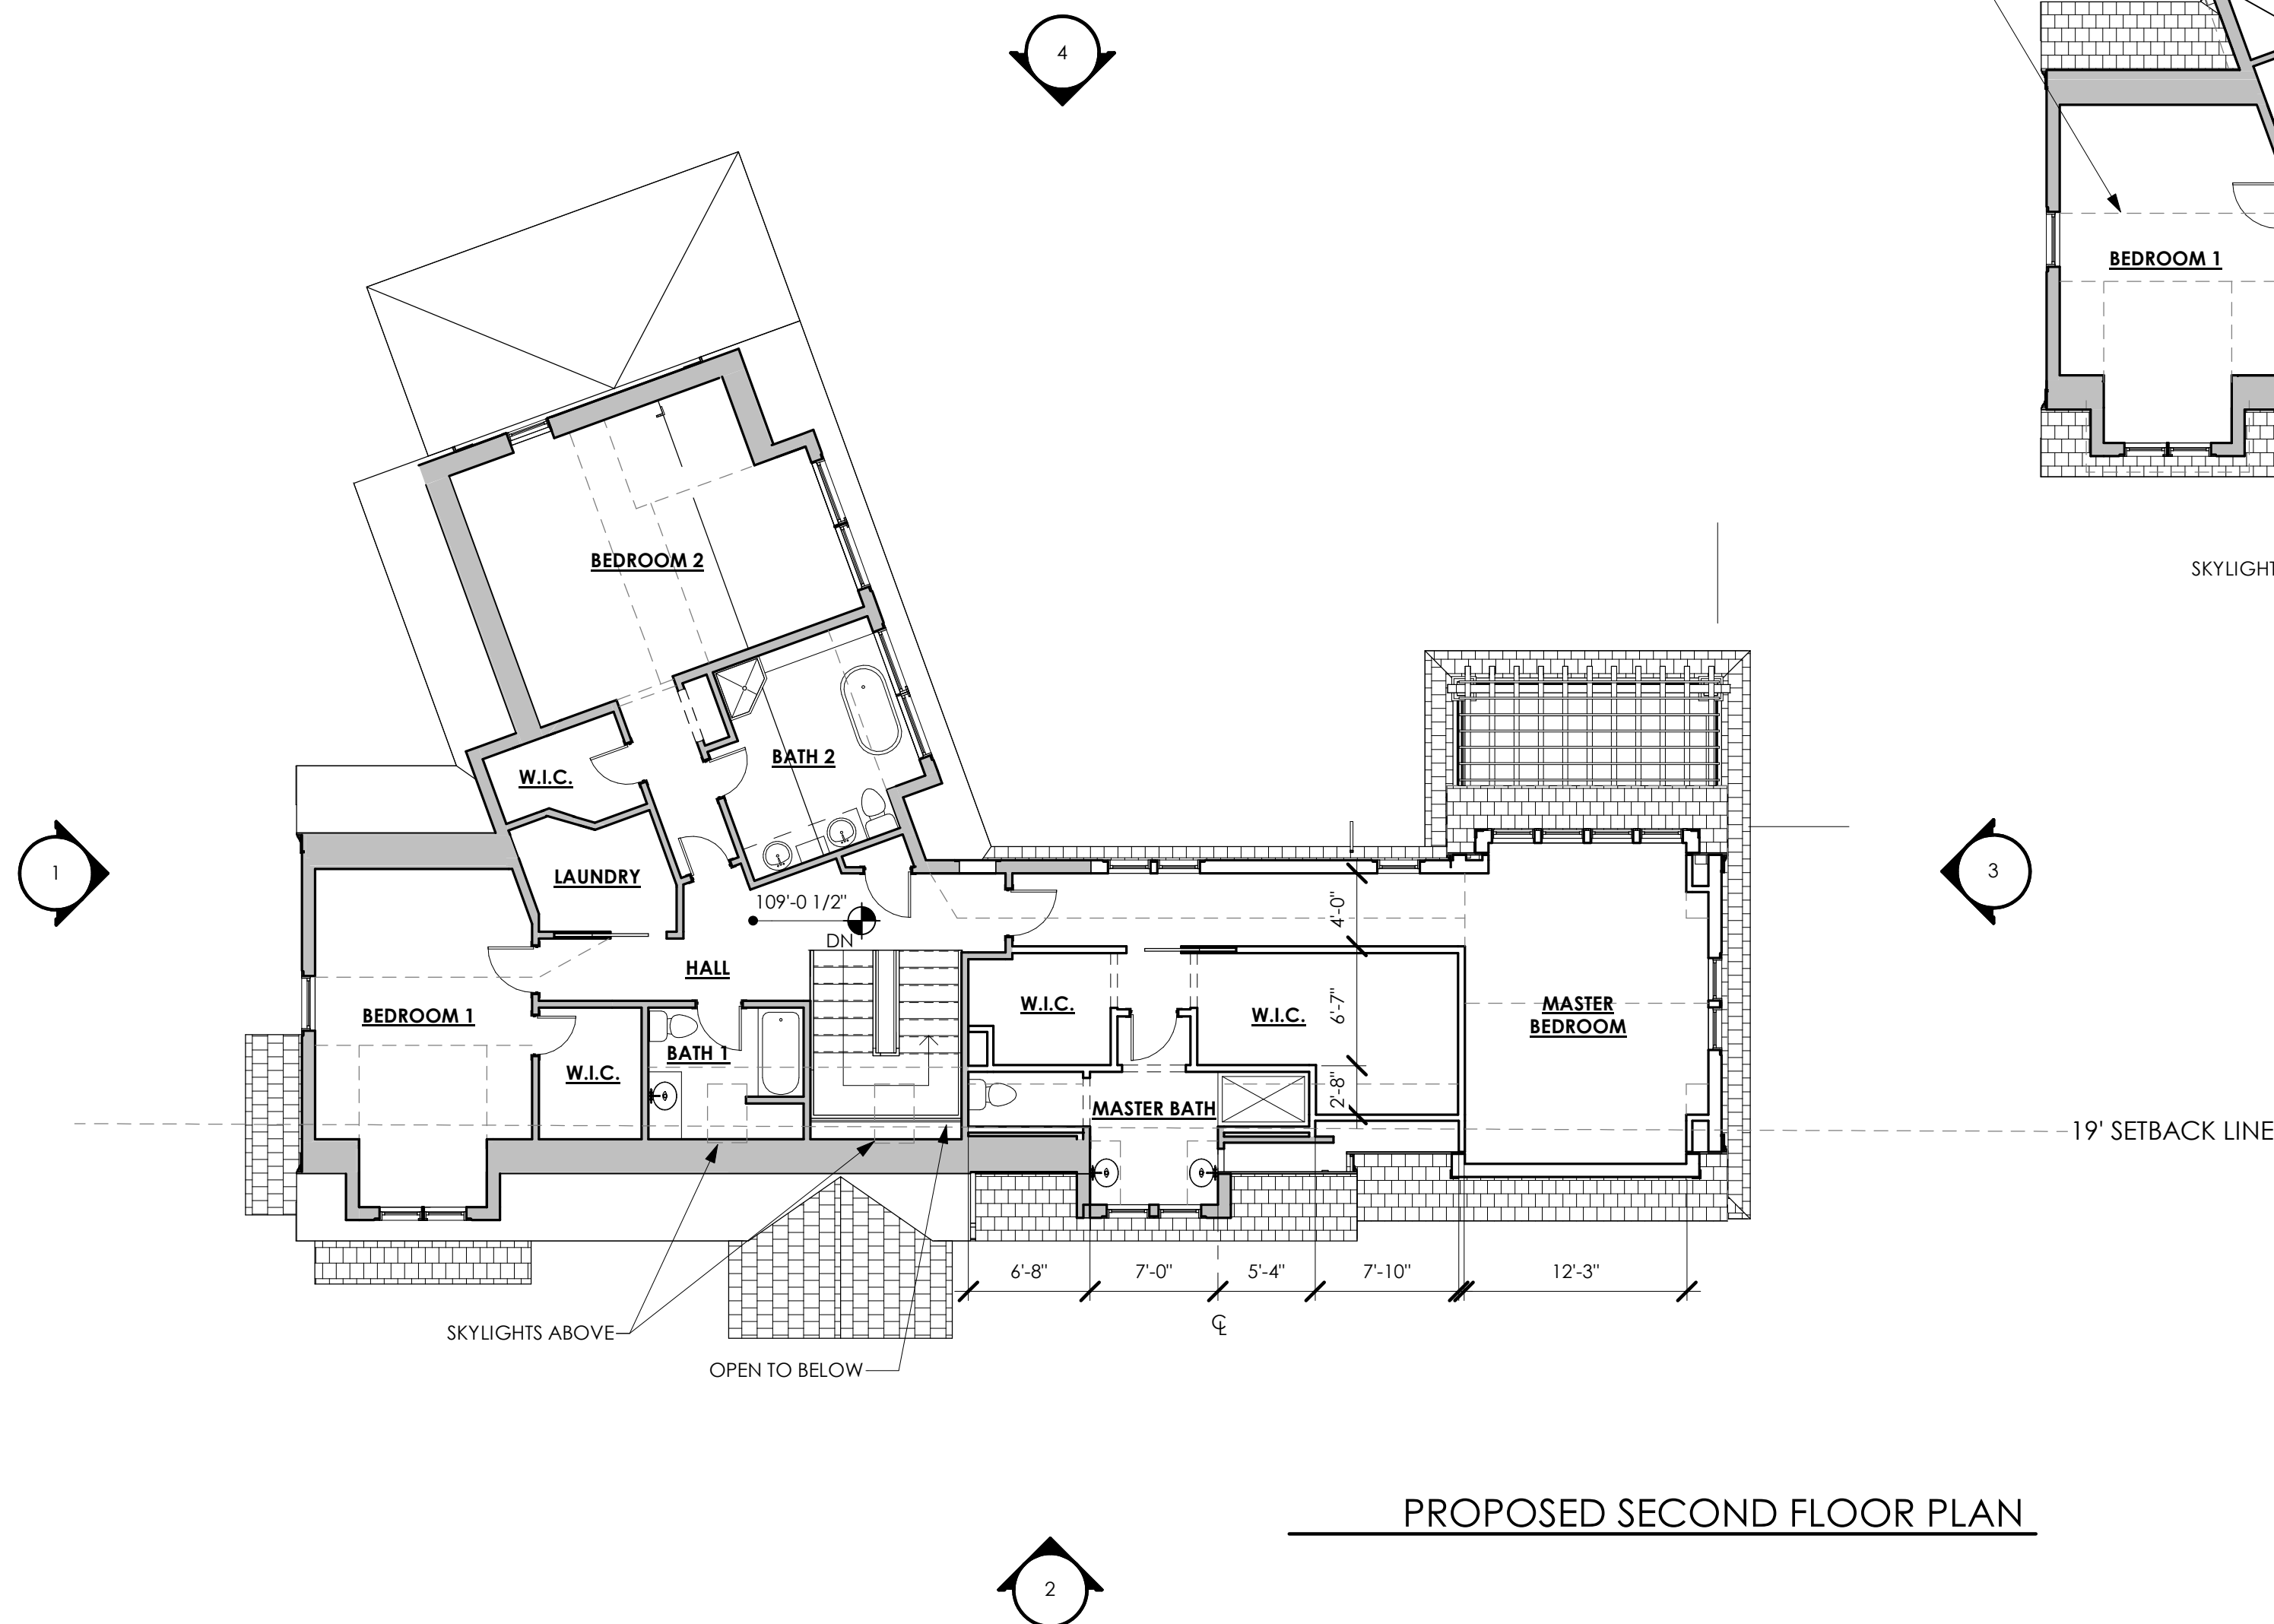 4
BEDROOM 1
SKYLIGHT
BEDROOM 2
BATH 2
W.I.C.
LAUNDRY
1
3
109'-0 1/2"
DN
4'-0"
HALL
W.I.C.
W.I.C.
6'-7"
MASTER
BEDROOM
BEDROOM 1
BATH 1
W.I.C.
2'-8"
MASTER BATH
19' SETBACK LINE
6'-8"
7'-0"
5'-4"
7'-10"
12'-3"
SKYLIGHTS ABOVE
OPEN TO BELOW
PROPOSED SECOND FLOOR PLAN
2